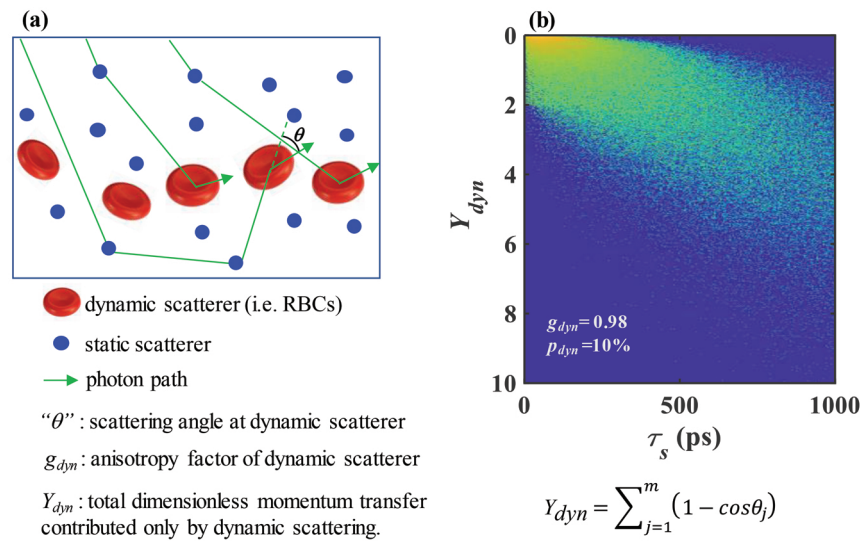 (a)
θ
dynamic scatterer (i.e. RBCs)
static scatterer
photon path
“θ” : scattering angle at dynamic scatterer
g_dyn : anisotropy factor of dynamic scatterer
Y_dyn : total dimensionless momentum transfer
contributed only by dynamic scattering.
(b)
0
2
4
6
8
10
Y_dyn
g_dyn=0.98
p_dyn=10%
0 500 1000
τ_s (ps)
Y_dyn = ∑_{j=1}^{m} (1 − cosθ_j)